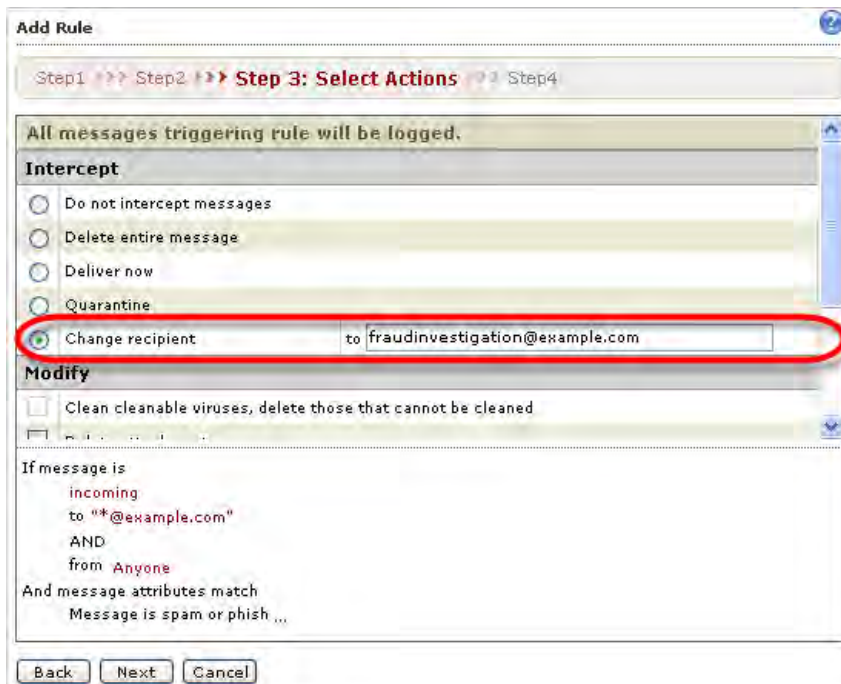 Add Rule
Step1 >>> Step2 >>> Step 3: Select Actions >>> Step4
All messages triggering rule will be logged.
Intercept
Do not intercept messages
Delete entire message
Deliver now
Quarantine
Change recipient to fraudinvestigation@example.com
Modify
Clean cleanable viruses, delete those that cannot be cleaned
If message is
incoming
to "*@example.com"
AND
from Anyone
And message attributes match
Message is spam or phish ...
Back Next Cancel